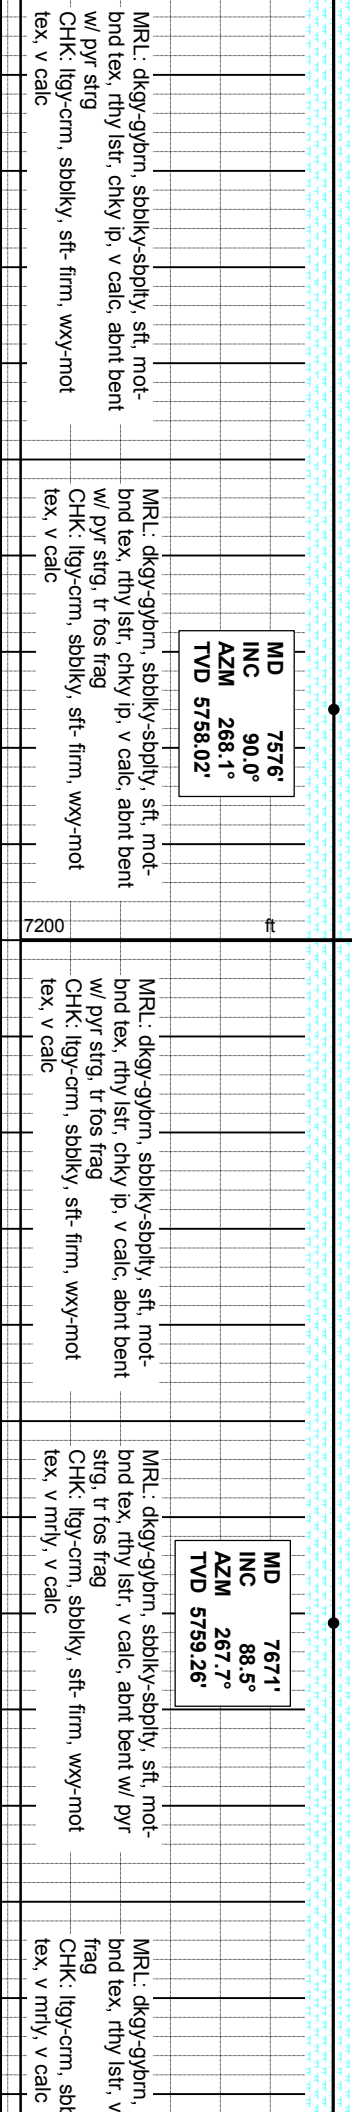 MRL: dkgy-gybrn, sbblky-sbplty, sft, mot-
bnd tex, rthy lstr, chky ip, v calc, abnt bent
w/ pyr strg
CHK: ltgy-crm, sbblky, sft- firm, wxy-mot
tex, v calc
MD 7576'
INC 90.0°
AZM 268.1°
TVD 5758.02'
MRL: dkgy-gybrn, sbblky-sbplty, sft, mot-
bnd tex, rthy lstr, chky ip, v calc, abnt bent
w/ pyr strg, tr fos frag
CHK: ltgy-crm, sbblky, sft- firm, wxy-mot
tex, v calc
7200 ft
MRL: dkgy-gybrn, sbblky-sbplty, sft, mot-
bnd tex, rthy lstr, chky ip, v calc, abnt bent
w/ pyr strg, tr fos frag
CHK: ltgy-crm, sbblky, sft- firm, wxy-mot
tex, v calc
MD 7671'
INC 88.5°
AZM 267.7°
TVD 5759.26'
MRL: dkgy-gybrn, sbblky-sbplty, sft, mot-
bnd tex, rthy lstr, v calc, abnt bent w/ pyr
strg, tr fos frag
CHK: ltgy-crm, sbblky, sft- firm, wxy-mot
tex, v mrly, v calc
MRL: dkgy-gybrn,
bnd tex, rthy lstr, v
frag
CHK: ltgy-crm, sbb
tex, v mrly, v calc